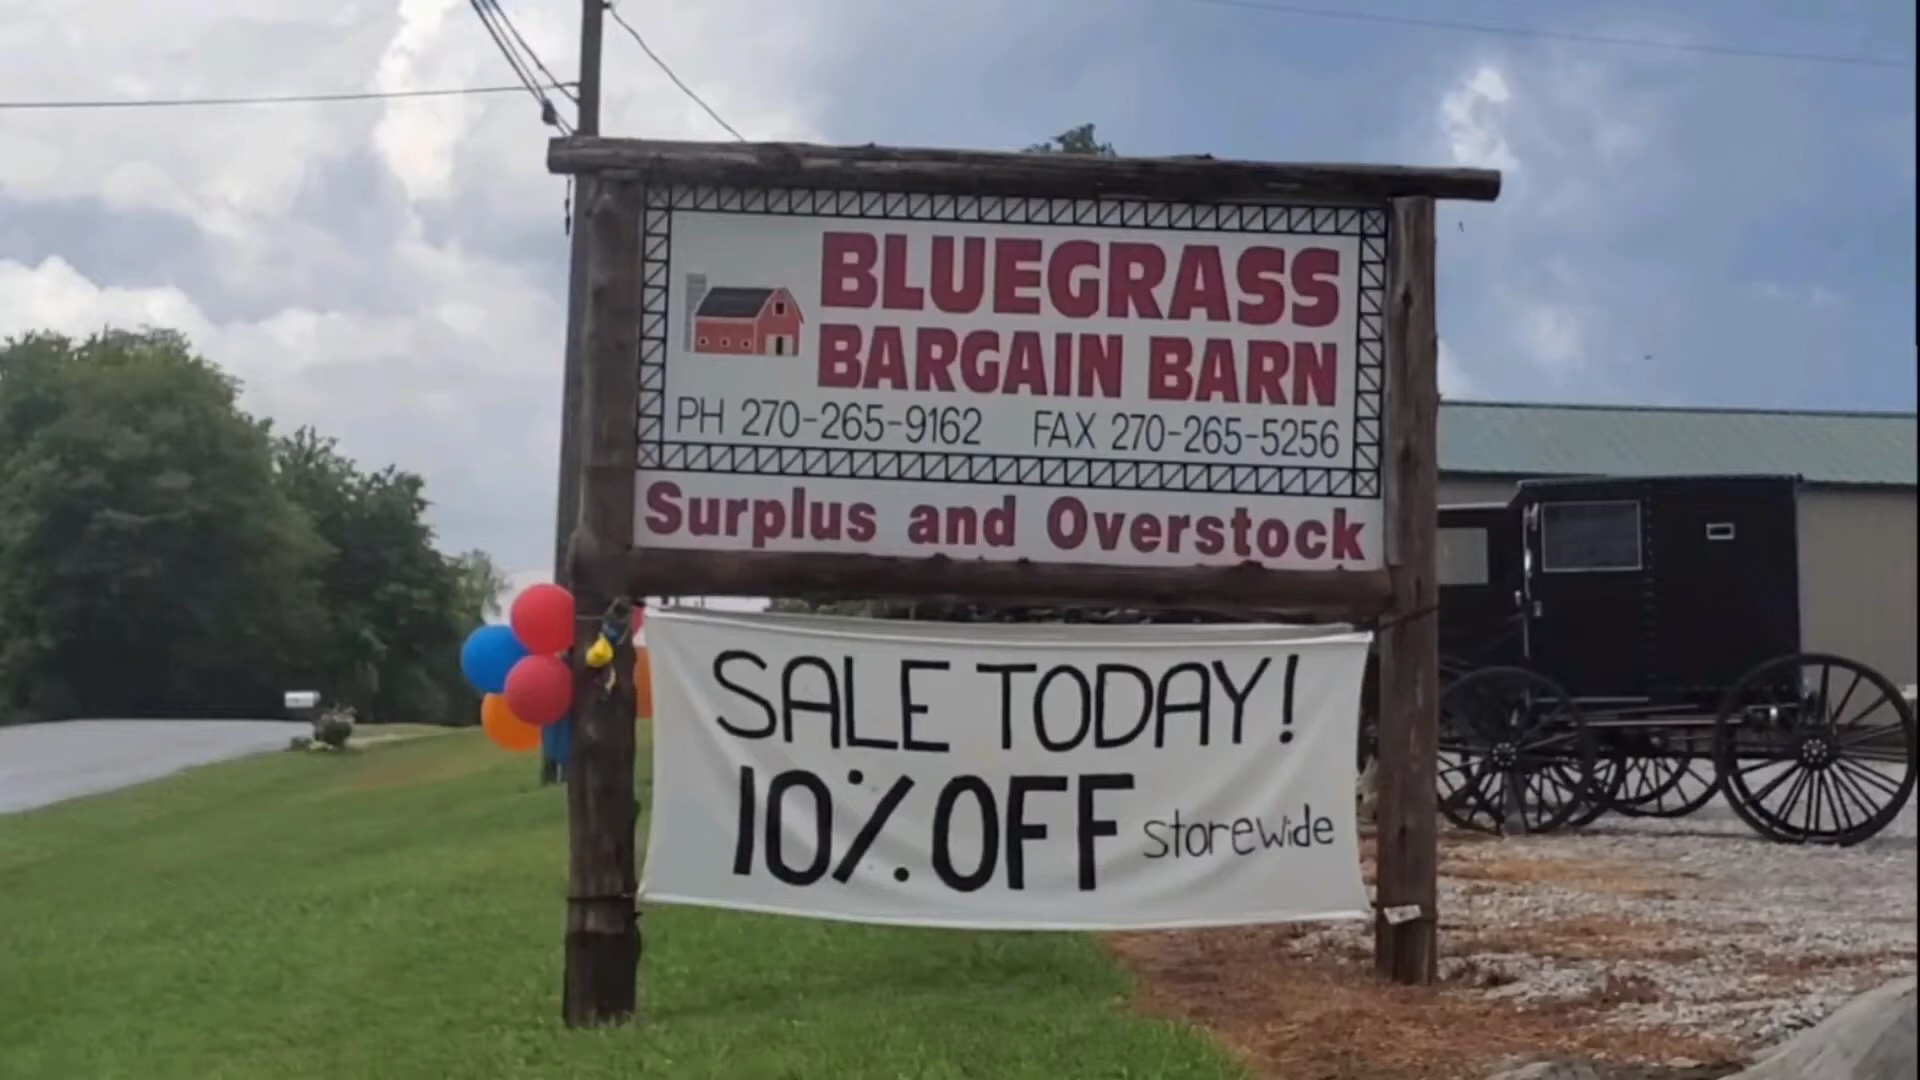 BLUEGRASS
BARGAIN BARN
PH 270-265-9162 FAX 270-265-5256
Surplus and Overstock
SALE TODAY!
10% OFF storewide